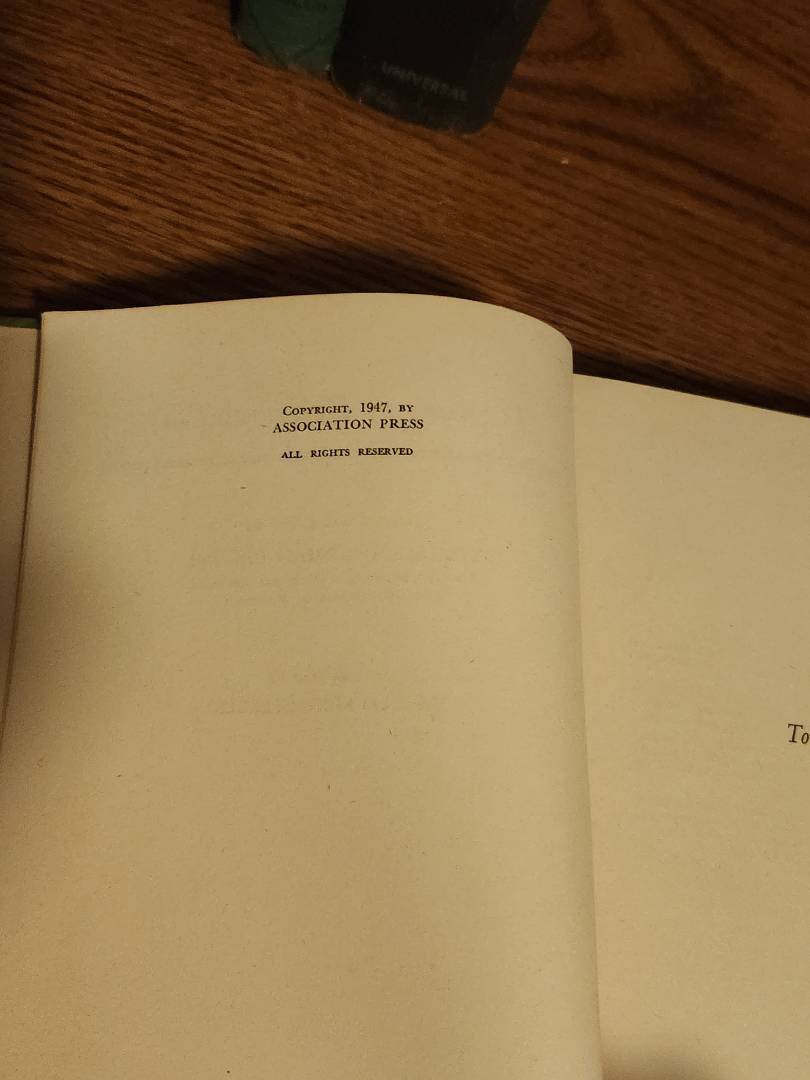 UNIVERSAL
COPYRIGHT, 1947, BY
ASSOCIATION PRESS
ALL RIGHTS RESERVED
To